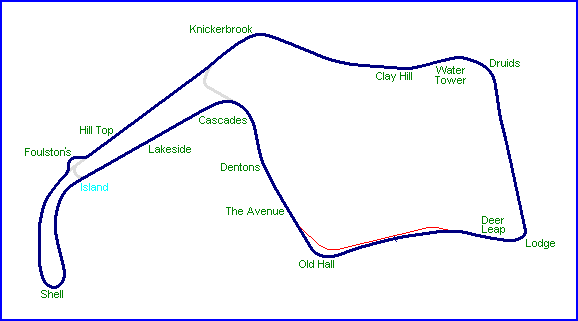 Knickerbrook
Clay Hill
Water
Tower
Druids
Hill Top
Cascades
Foulston's
Lakeside
Dentons
Island
The Avenue
Deer
Leap
Lodge
Old Hall
Shell